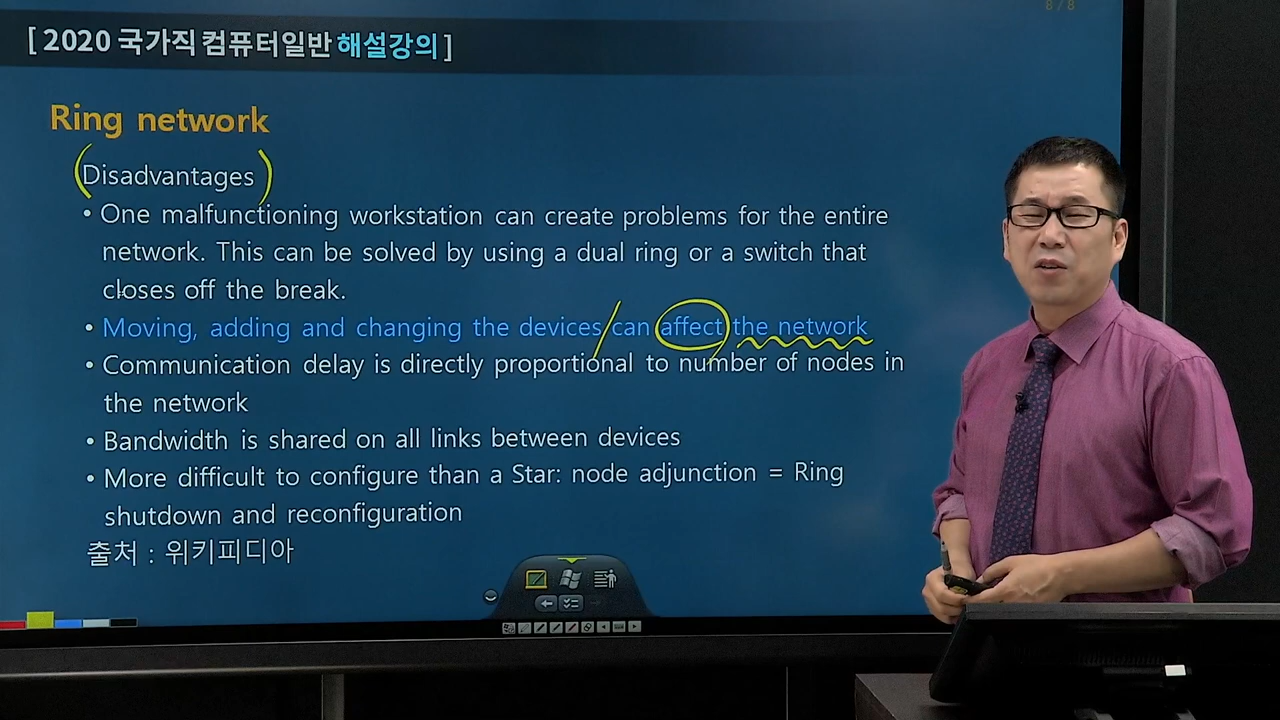 8/8
[ 2020 국가직 컴퓨터일반 해설강의 ]
Ring network
Disadvantages
• One malfunctioning workstation can create problems for the entire
network. This can be solved by using a dual ring or a switch that
closes off the break.
• Moving, adding and changing the devices can affect the network
• Communication delay is directly proportional to number of nodes in
the network
• Bandwidth is shared on all links between devices
• More difficult to configure than a Star: node adjunction = Ring
shutdown and reconfiguration
출처 : 위키피디아